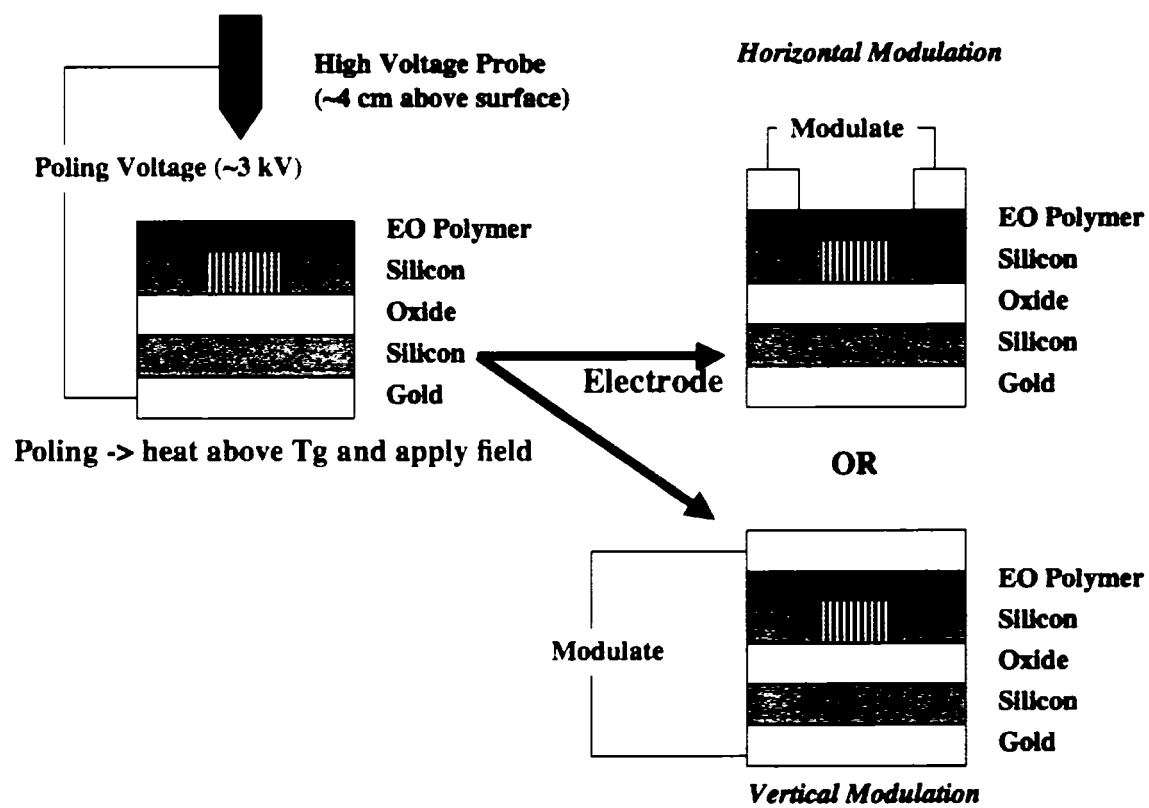 High Voltage Probe
(~4 cm above surface)
Poling Voltage (~3 kV)
EO Polymer
Silicon
Oxide
Silicon
Gold
Poling -> heat above Tg and apply field
Electrode
Horizontal Modulation
Modulate
EO Polymer
Silicon
Oxide
Silicon
Gold
OR
Modulate
EO Polymer
Silicon
Oxide
Silicon
Gold
Vertical Modulation